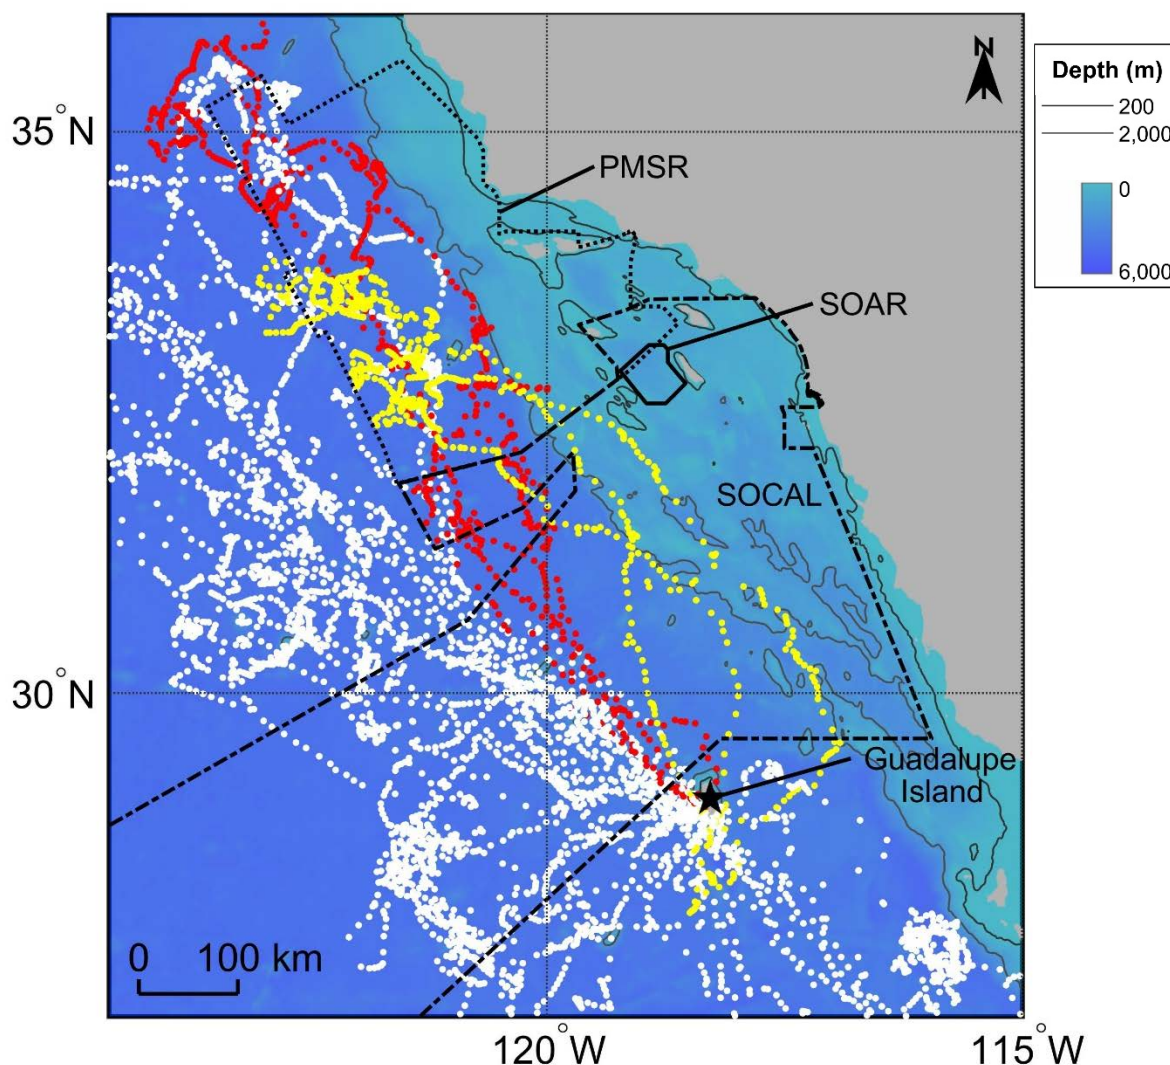 N
Depth (m)
200
2,000
0
6,000
35°N
PMSR
SOAR
SOCAL
30°N
Guadalupe
Island
0 100 km
120°W
115°W